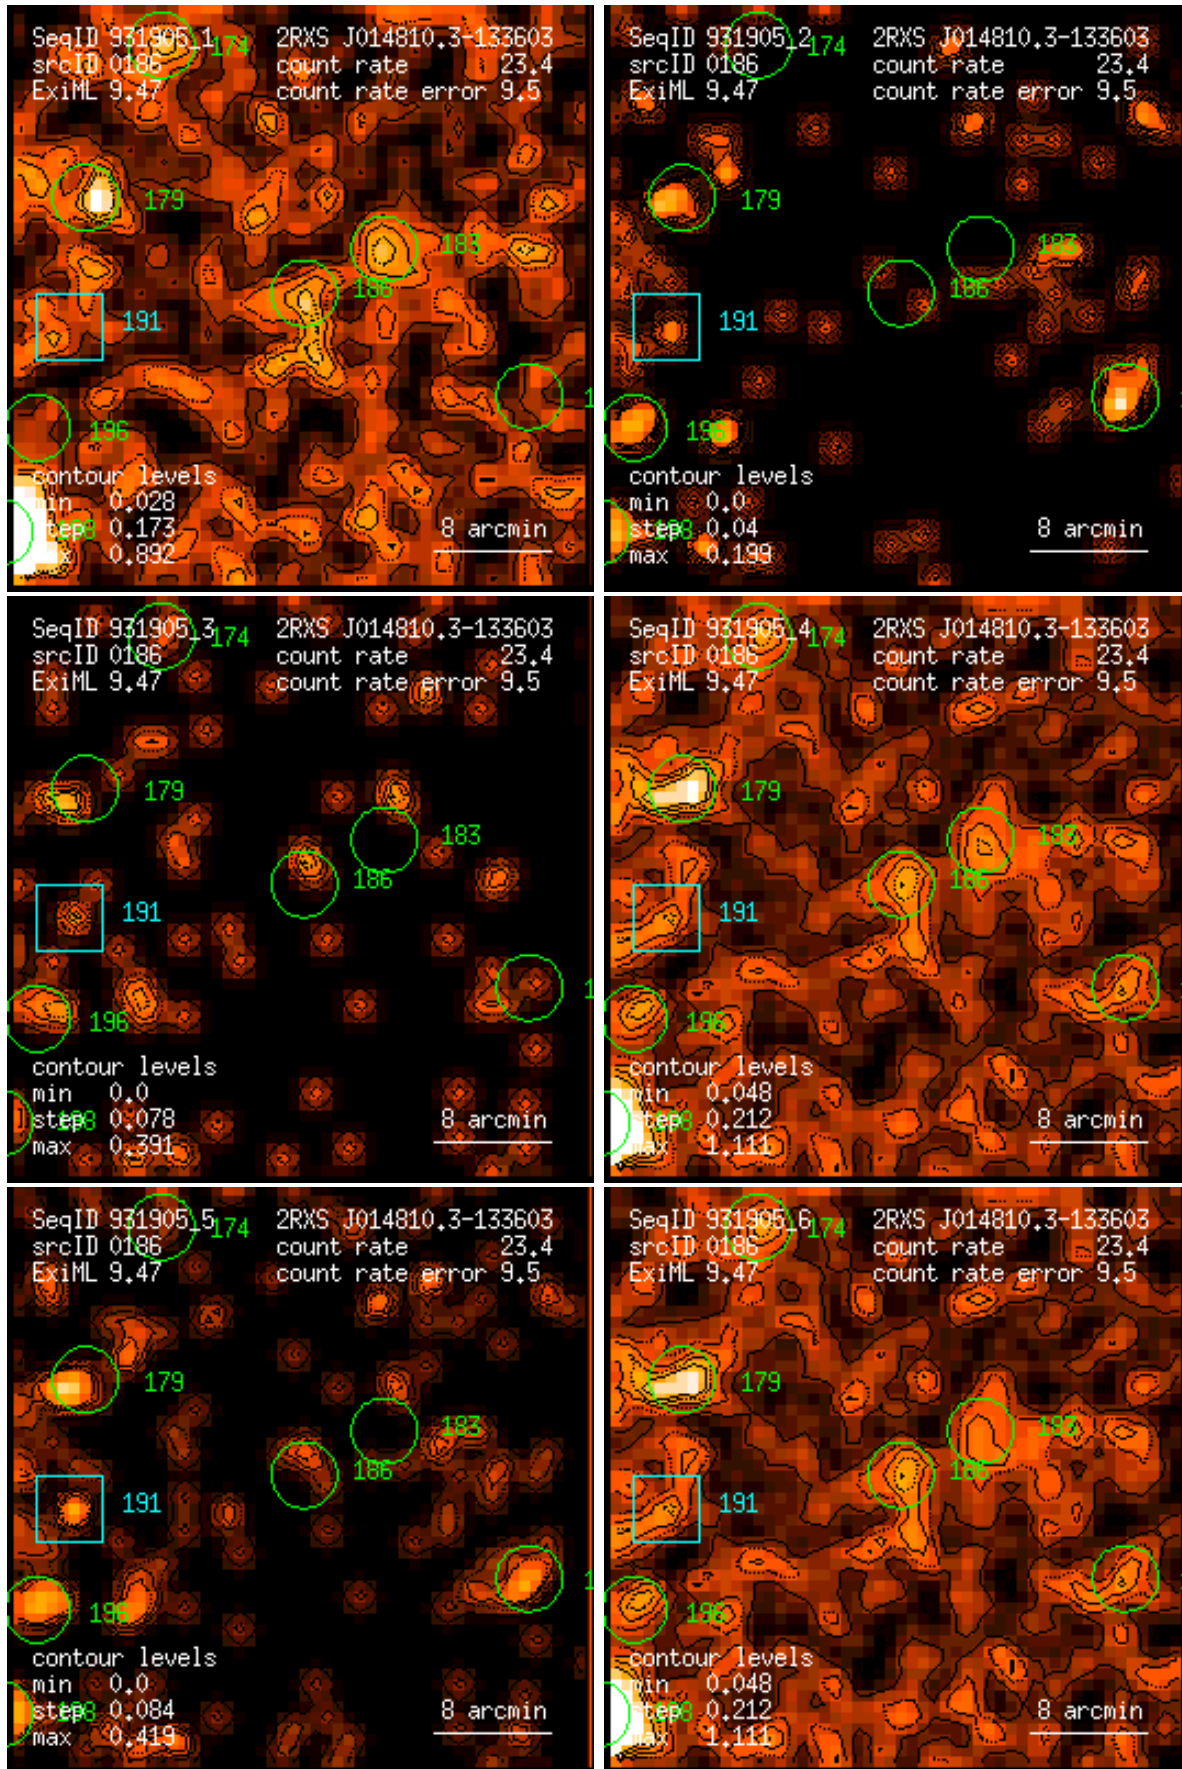 SeqID 931905_1 174 2RXS J014810.3-133603
srcID 0186 count rate 23.4
ExiML 9.47 count rate error 9.5
179
183
186
191
1
196
contour levels
min 0.028
step 0.173
max 0.892
8 arcmin
SeqID 931905_2 174 2RXS J014810.3-133603
srcID 0186 count rate 23.4
ExiML 9.47 count rate error 9.5
179
183
186
191
196
contour levels
min 0.0
step 0.04
max 0.199
8 arcmin
SeqID 931905_3 174 2RXS J014810.3-133603
srcID 0186 count rate 23.4
ExiML 9.47 count rate error 9.5
179
183
186
191
1
196
contour levels
min 0.0
step 0.078
max 0.391
8 arcmin
SeqID 931905_4 174 2RXS J014810.3-133603
srcID 0186 count rate 23.4
ExiML 9.47 count rate error 9.5
179
183
186
191
196
contour levels
min 0.048
step 0.212
max 1.111
8 arcmin
SeqID 931905_5 174 2RXS J014810.3-133603
srcID 0186 count rate 23.4
ExiML 9.47 count rate error 9.5
179
183
186
191
1
196
contour levels
min 0.0
step 0.084
max 0.419
8 arcmin
SeqID 931905_6 174 2RXS J014810.3-133603
srcID 0186 count rate 23.4
ExiML 9.47 count rate error 9.5
179
183
186
191
196
contour levels
min 0.048
step 0.212
max 1.111
8 arcmin